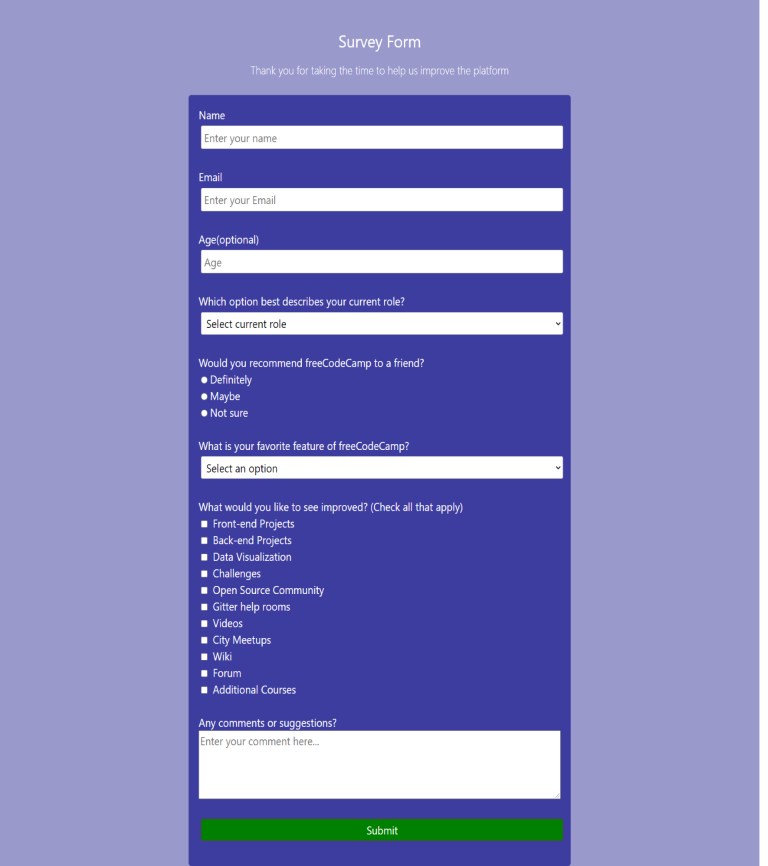 Survey Form
Thank you for taking the time to help us improve the platform
Name
Enter your name
Email
Enter your Email
Age(optional)
Age
Which option best describes your current role?
Select current role
Would you recommend freeCodeCamp to a friend?
Definitely
Maybe
Not sure
What is your favorite feature of freeCodeCamp?
Select an option
What would you like to see improved? (Check all that apply)
Front-end Projects
Back-end Projects
Data Visualization
Challenges
Open Source Community
Gitter help rooms
Videos
City Meetups
Wiki
Forum
Additional Courses
Any comments or suggestions?
Enter your comment here...
Submit